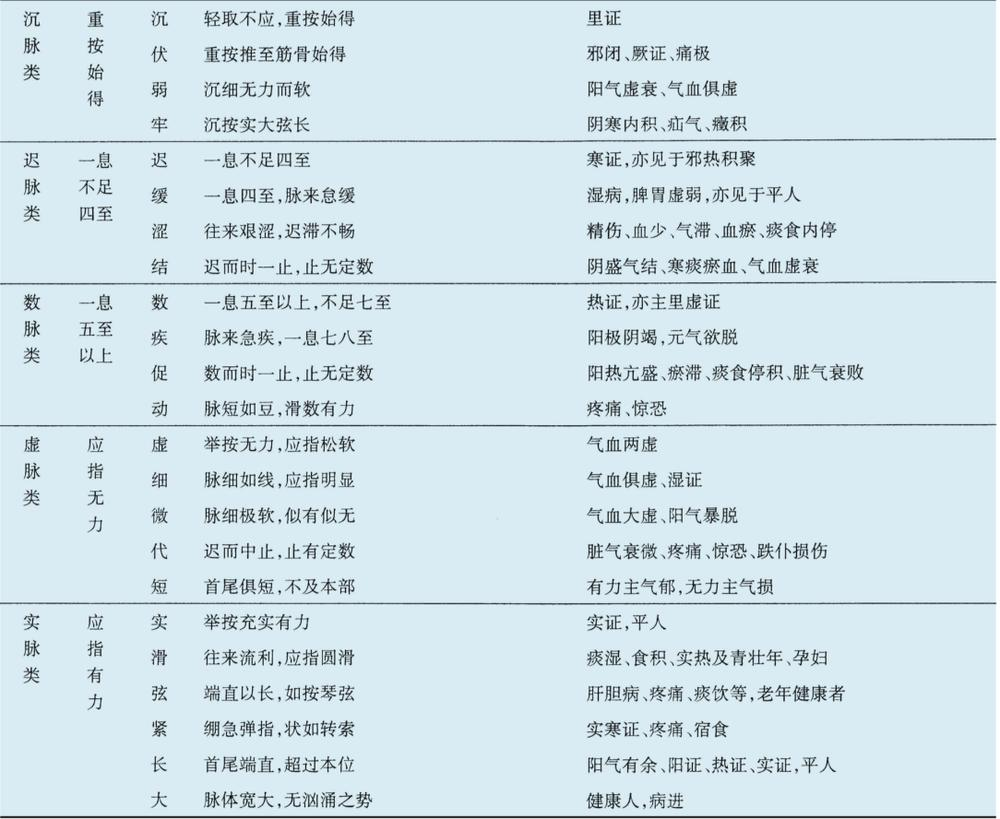 沉脉类 重按始得 沉 轻取不应,重按始得 里证
伏 重按推至筋骨始得 邪闭、厥证、痛极
弱 沉细无力而软 阳气虚衰、气血俱虚
牢 沉按实大弦长 阴寒内积、疝气、癥积
迟脉类 一息不足四至 迟 一息不足四至 寒证,亦见于邪热积聚
缓 一息四至,脉来怠缓 湿病,脾胃虚弱,亦见于平人
涩 往来艰涩,迟滞不畅 精伤、血少、气滞、血瘀、痰食内停
结 迟而时一止,止无定数 阴盛气结、寒痰瘀血、气血虚衰
数脉类 一息五至以上 数 一息五至以上,不足七至 热证,亦主里虚证
疾 脉来急疾,一息七八至 阳极阴竭,元气欲脱
促 数而时一止,止无定数 阳热亢盛、瘀滞、痰食停积、脏气衰败
动 脉短如豆,滑数有力 疼痛、惊恐
虚脉类 应指无力 虚 举按无力,应指松软 气血两虚
细 脉细如线,应指明显 气血俱虚、湿证
微 脉细极软,似有似无 气血大虚、阳气暴脱
代 迟而中止,止有定数 脏气衰微、疼痛、惊恐、跌仆损伤
短 首尾俱短,不及本部 有力主气郁,无力主气损
实脉类 应指有力 实 举按充实有力 实证,平人
滑 往来流利,应指圆滑 痰湿、食积、实热及青壮年、孕妇
弦 端直以长,如按琴弦 肝胆病、疼痛、痰饮等,老年健康者
紧 绷急弹指,状如转索 实寒证、疼痛、宿食
长 首尾端直,超过本位 阳气有余、阳证、热证、实证,平人
大 脉体宽大,无汹涌之势 健康人,病进